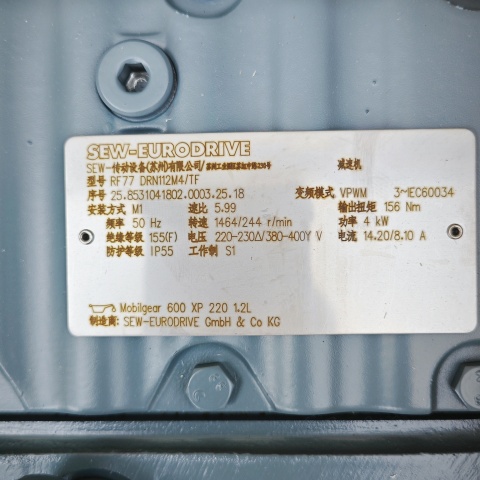 SEW-EURODRIVE
SEW-传动设备(苏州)有限公司/ 减速机
型号 RF77 DRN112M4/TF
序号 25.8531041802.0003.25.18 变频模式 VPWM 3~IEC60034
安装方式 M1 速比 5.99 输出扭矩 156 Nm
频率 50 Hz 转速 1464/244 r/min 功率 4 kW
绝缘等级 155(F) 电压 220-230Δ/380-400Y V 电流 14.20/8.10 A
防护等级 IP55 工作制 S1
Mobilgear 600 XP 220 1.2L
制造商: SEW-EURODRIVE GmbH & Co KG